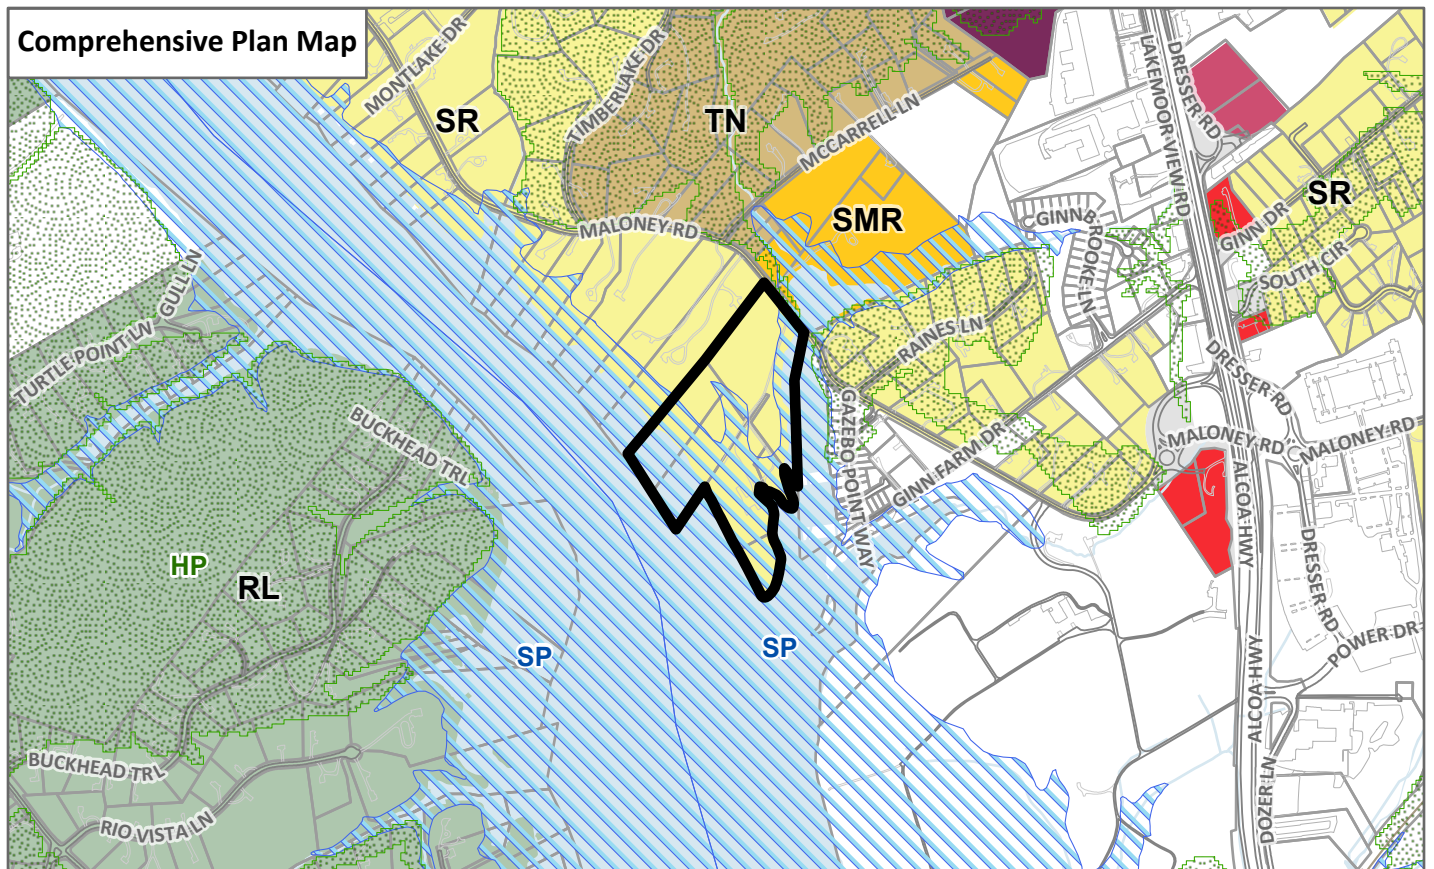 Comprehensive Plan Map
MONTLAKE DR
TIMBERLAKE DR
SR
TN
MCCARRELL LN
LAKEMOOR VIEW RD
DRESSER RD
SMR
SR
GINNBROOKE LN
GINN DR
SOUTH CIR
MALONEY RD
GULL LN
TURTLE POINT LN
RAINES LN
DRESSER RD
BUCKHEAD TRL
GAZEBO POINT WAY
GINN FARM DR
MALONEY RD
MALONEY RD
ALCOA HWY
HP
RL
DRESSER RD
SP
SP
POWER DR
ALCOA HWY
BUCKHEAD TRL
RIO VISTA LN
DOZER LN